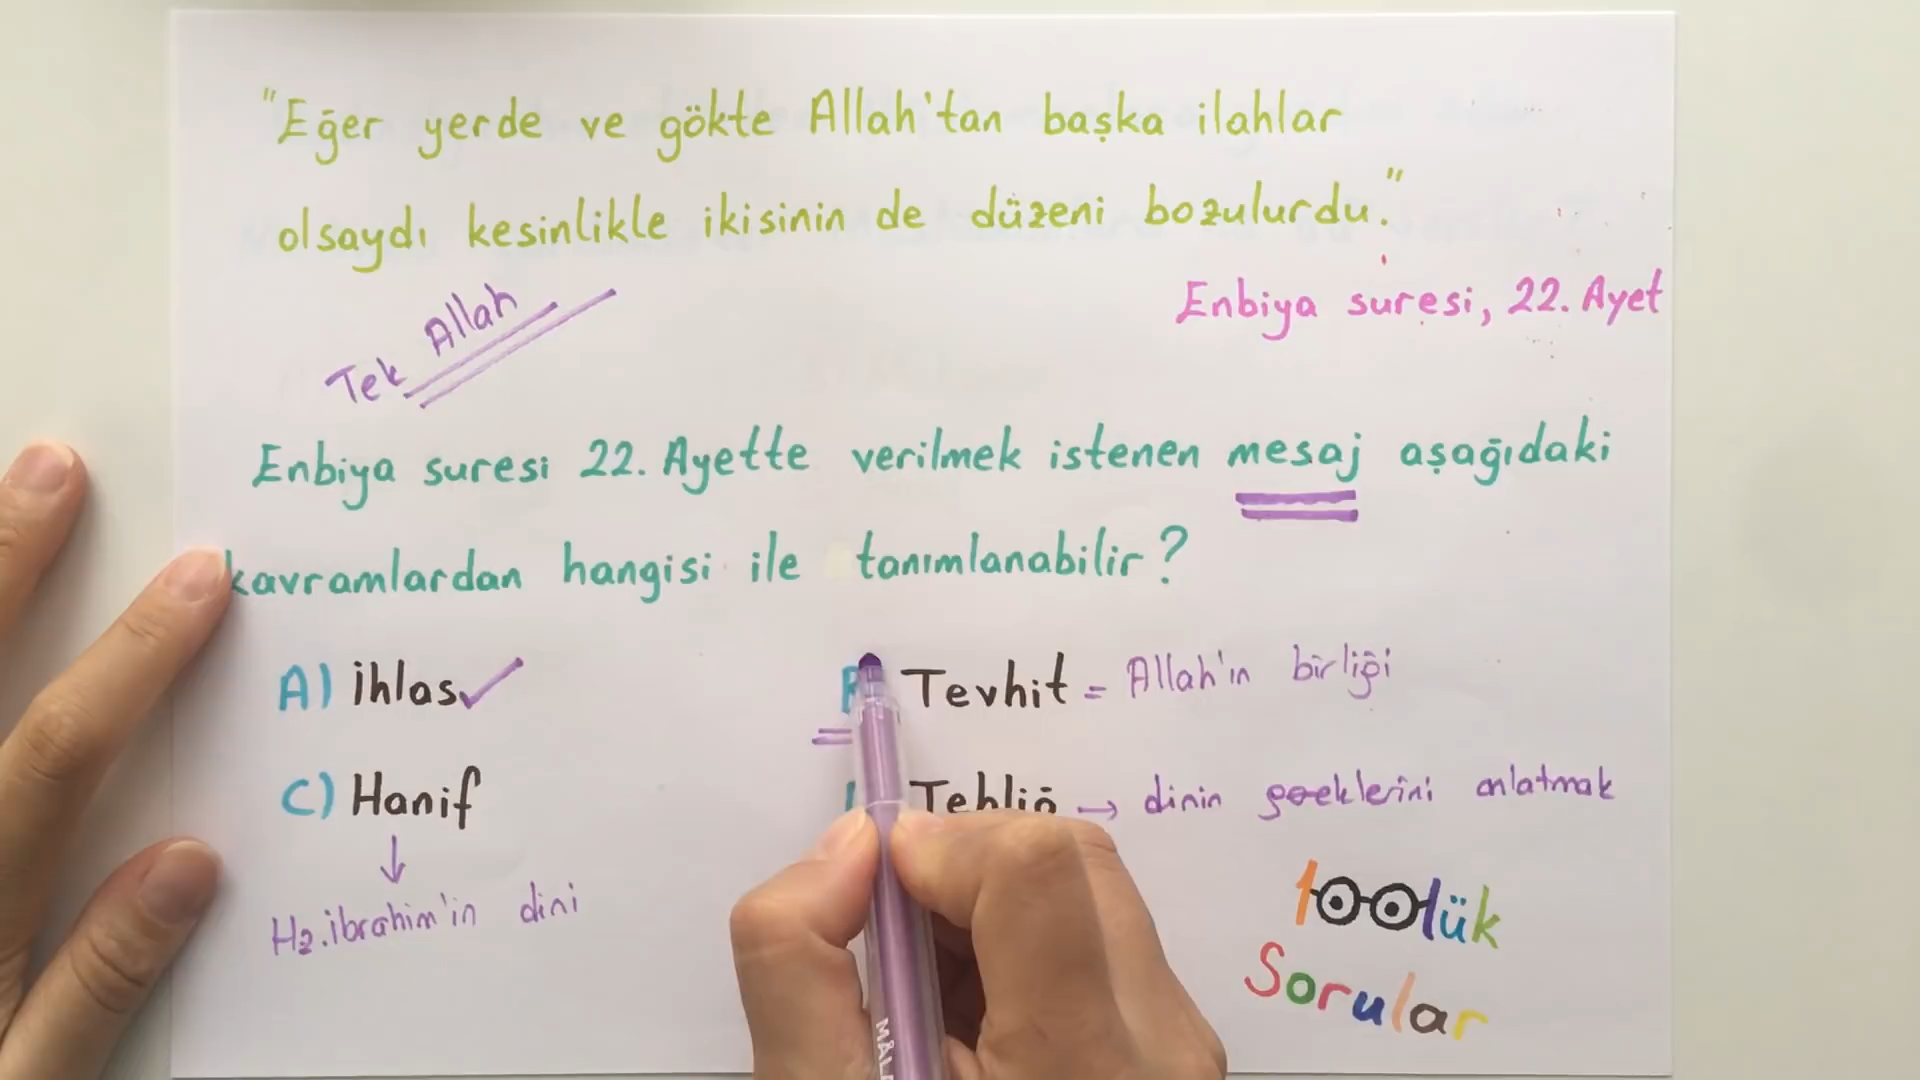 "Eğer yerde ve gökte Allah'tan başka ilahlar
olsaydı kesinlikle ikisinin de düzeni bozulurdu."
Enbiya suresi, 22. Ayet
Tek Allah
Enbiya suresi 22. Ayette verilmek istenen mesaj aşağıdaki
kavramlardan hangisi ile tanımlanabilir?
A) İhlas
Tevhit = Allah'ın birliği
C) Hanif
Tebliğ → dinin anlatmak
Hz. ibrahim'in dini
100lük
Sorular